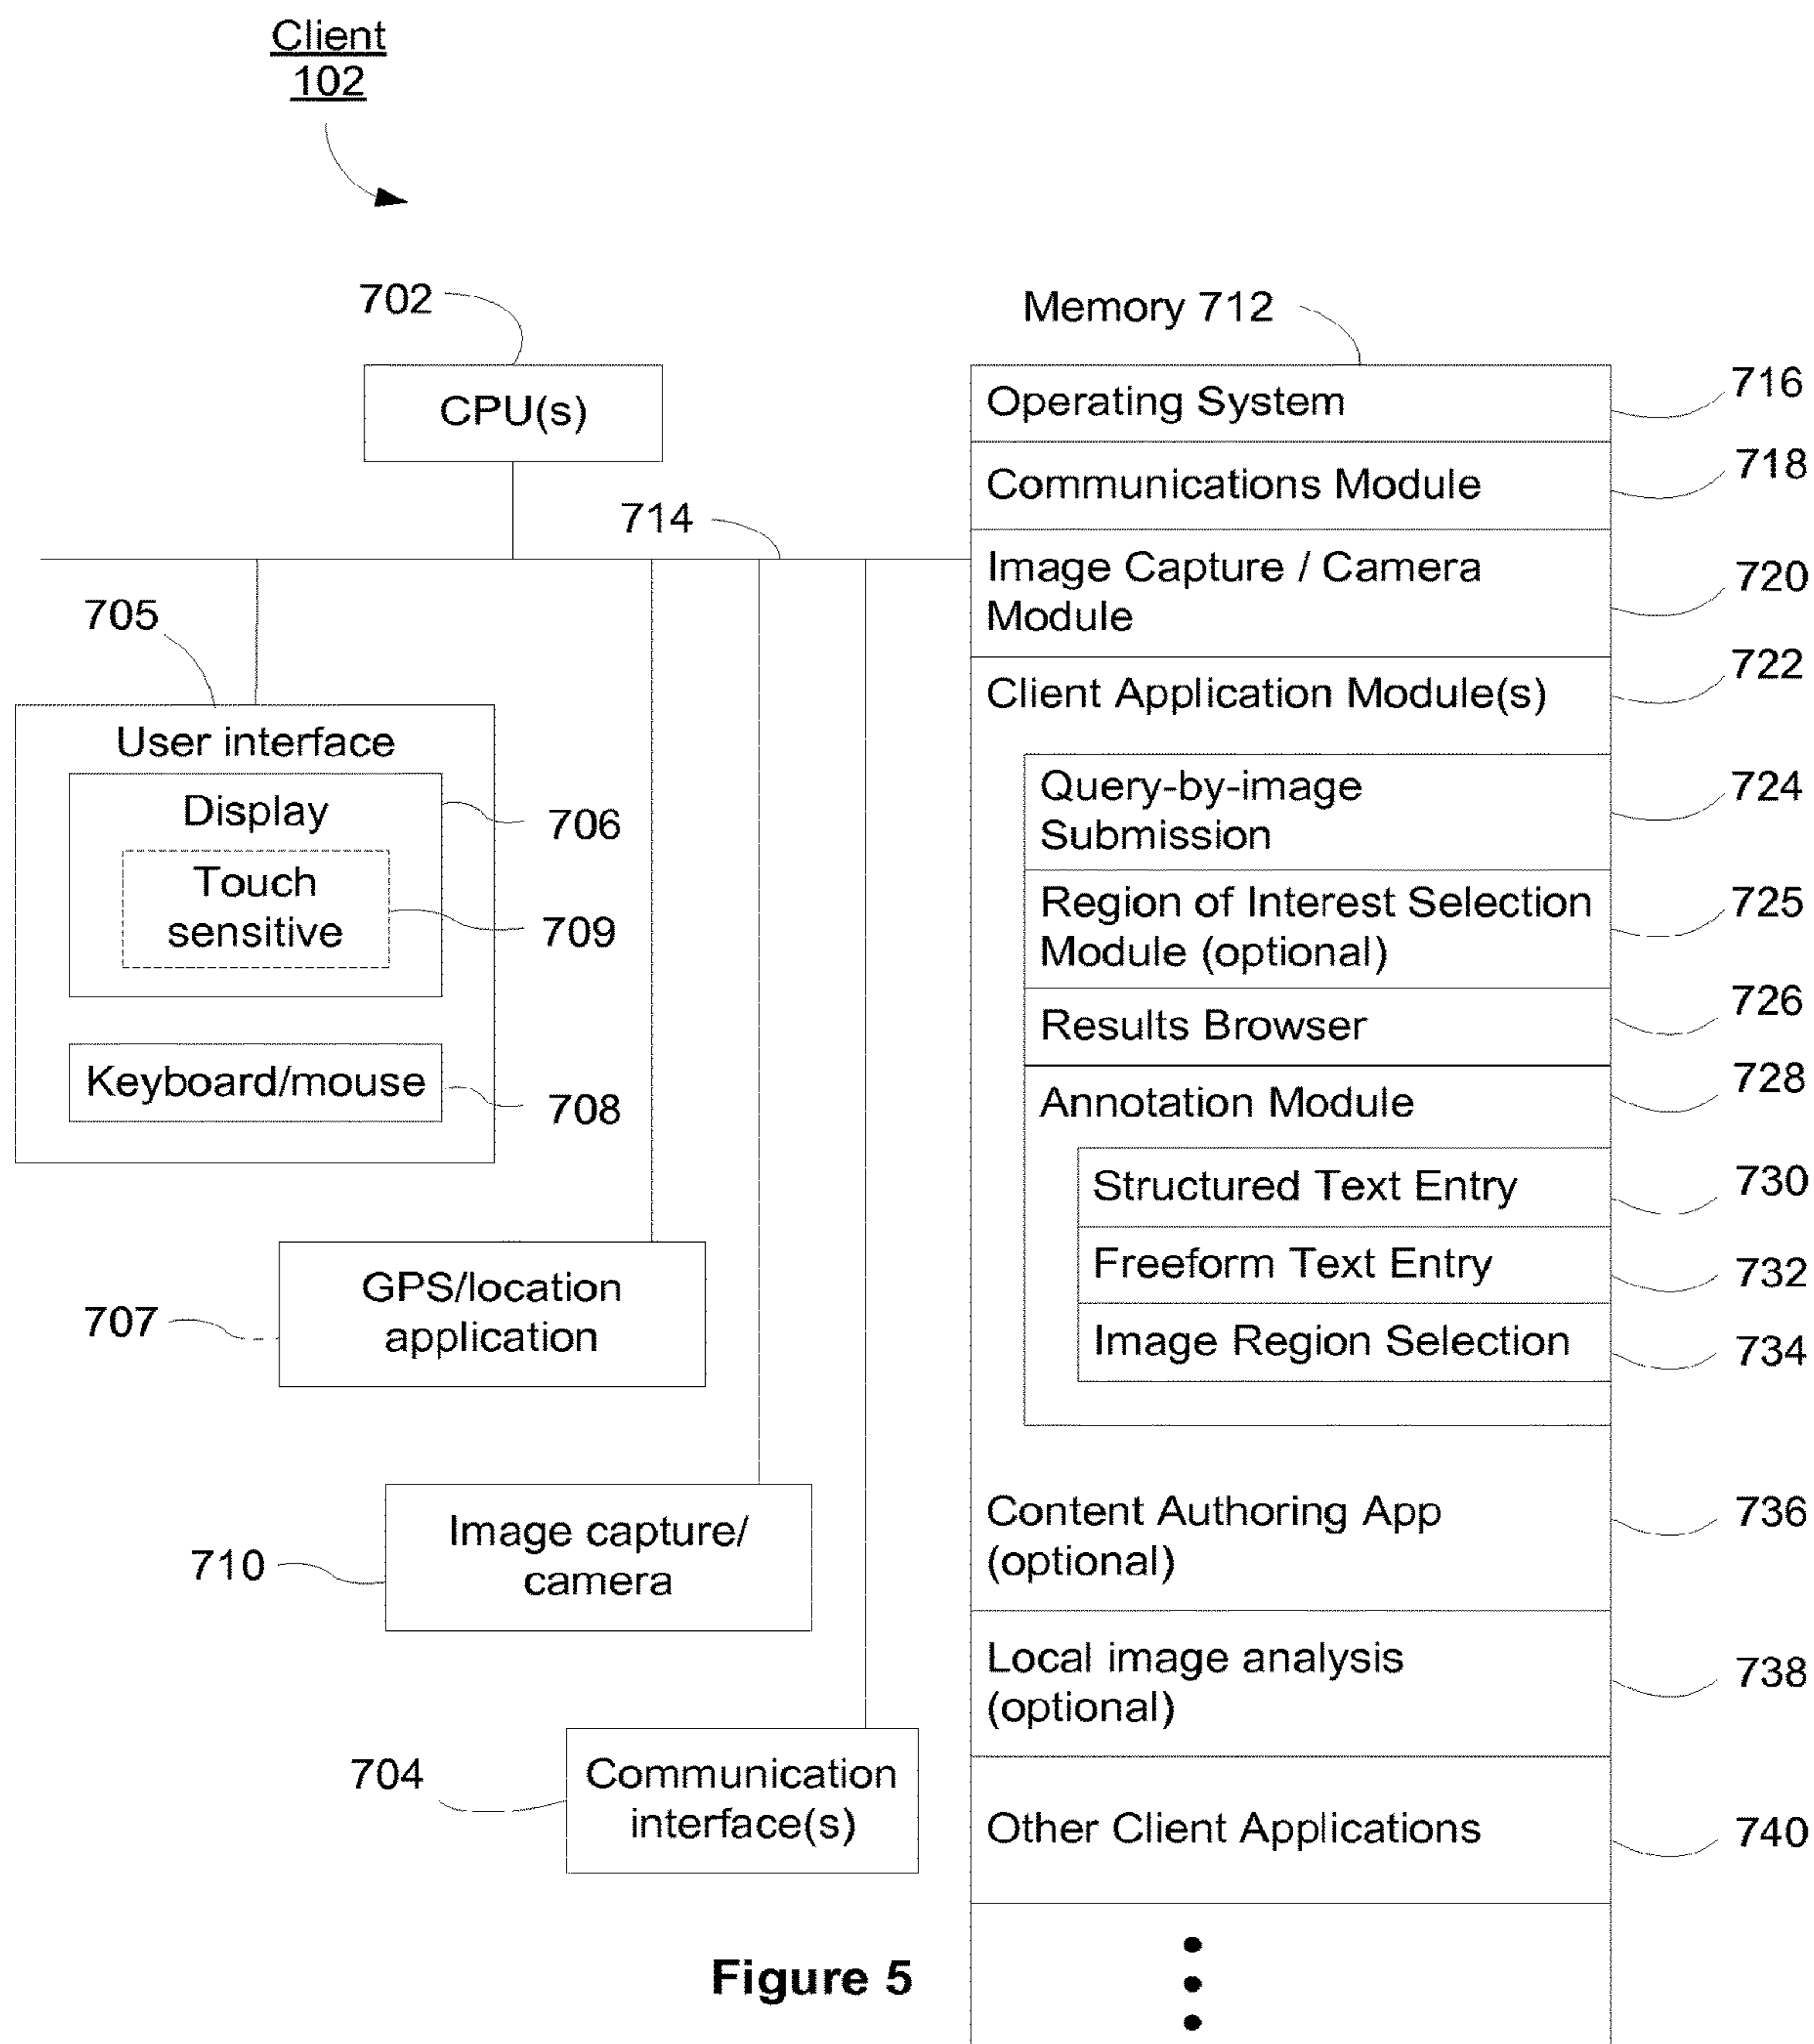 Client
102
702
CPU(s)
714
705
User interface
Display
706
Touch
sensitive
709
Keyboard/mouse
708
GPS/location
application
707
Image capture/
camera
710
704
Communication
interface(s)
Memory 712
Operating System
716
Communications Module
718
Image Capture / Camera
Module
720
Client Application Module(s)
722
Query-by-image
Submission
724
Region of Interest Selection
Module (optional)
725
Results Browser
726
Annotation Module
728
Structured Text Entry
730
Freeform Text Entry
732
Image Region Selection
734
Content Authoring App
(optional)
736
Local image analysis
(optional)
738
Other Client Applications
740
Figure 5